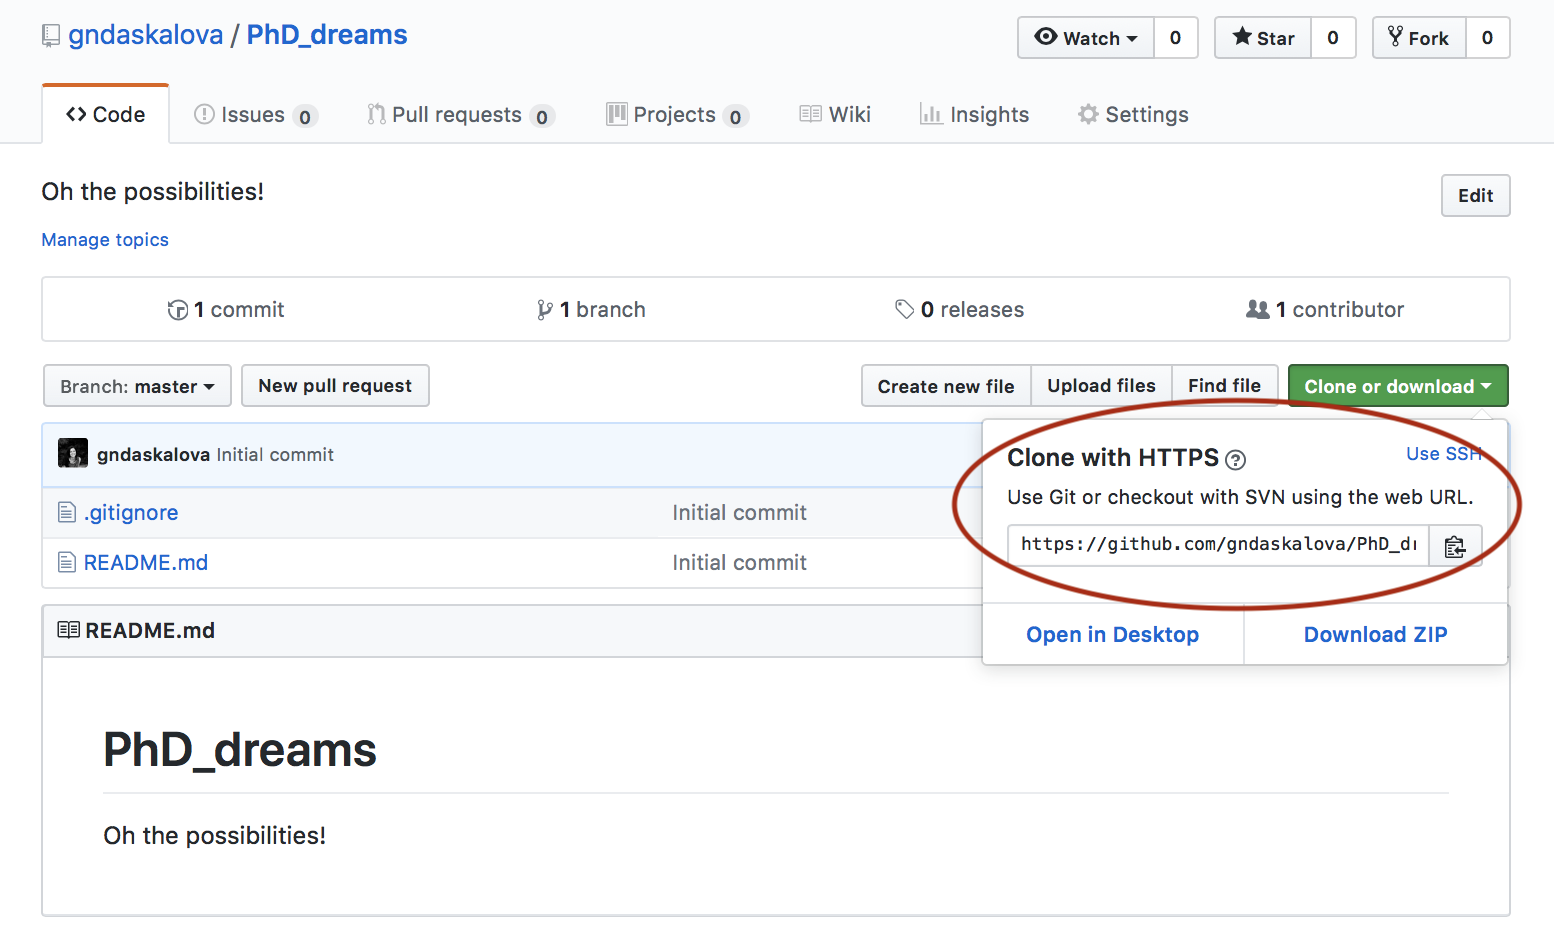 gndaskalova / PhD_dreams
Watch 0 Star 0 Fork 0
Code Issues 0 Pull requests 0 Projects 0 Wiki Insights Settings
Oh the possibilities!
Edit
Manage topics
1 commit 1 branch 0 releases 1 contributor
Branch: master New pull request Create new file Upload files Find file Clone or download
gndaskalova Initial commit
.gitignore Initial commit
README.md Initial commit
Clone with HTTPS ? Use SSH
Use Git or checkout with SVN using the web URL.
https://github.com/gndaskalova/PhD_dr
Open in Desktop Download ZIP
README.md
PhD_dreams
Oh the possibilities!